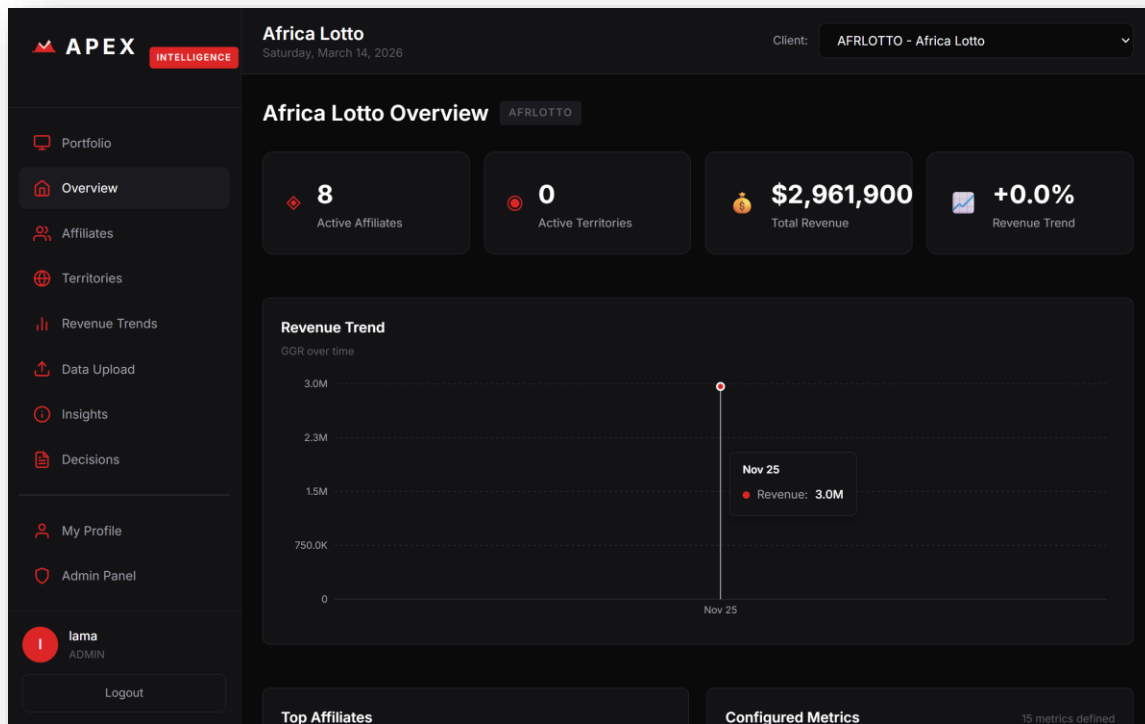 APEX
INTELLIGENCE
Africa Lotto
Saturday, March 14, 2026
Client:
AFRLOTTO - Africa Lotto
Portfolio
Overview
Affiliates
Territories
Revenue Trends
Data Upload
Insights
Decisions
My Profile
Admin Panel
I
lama
ADMIN
Logout
Africa Lotto Overview
AFRLOTTO
8
Active Affiliates
0
Active Territories
$2,961,900
Total Revenue
+0.0%
Revenue Trend
Revenue Trend
GGR over time
3.0M
2.3M
1.5M
750.0K
0
Nov 25
Revenue: 3.0M
Nov 25
Top Affiliates
Configured Metrics
15 metrics defined